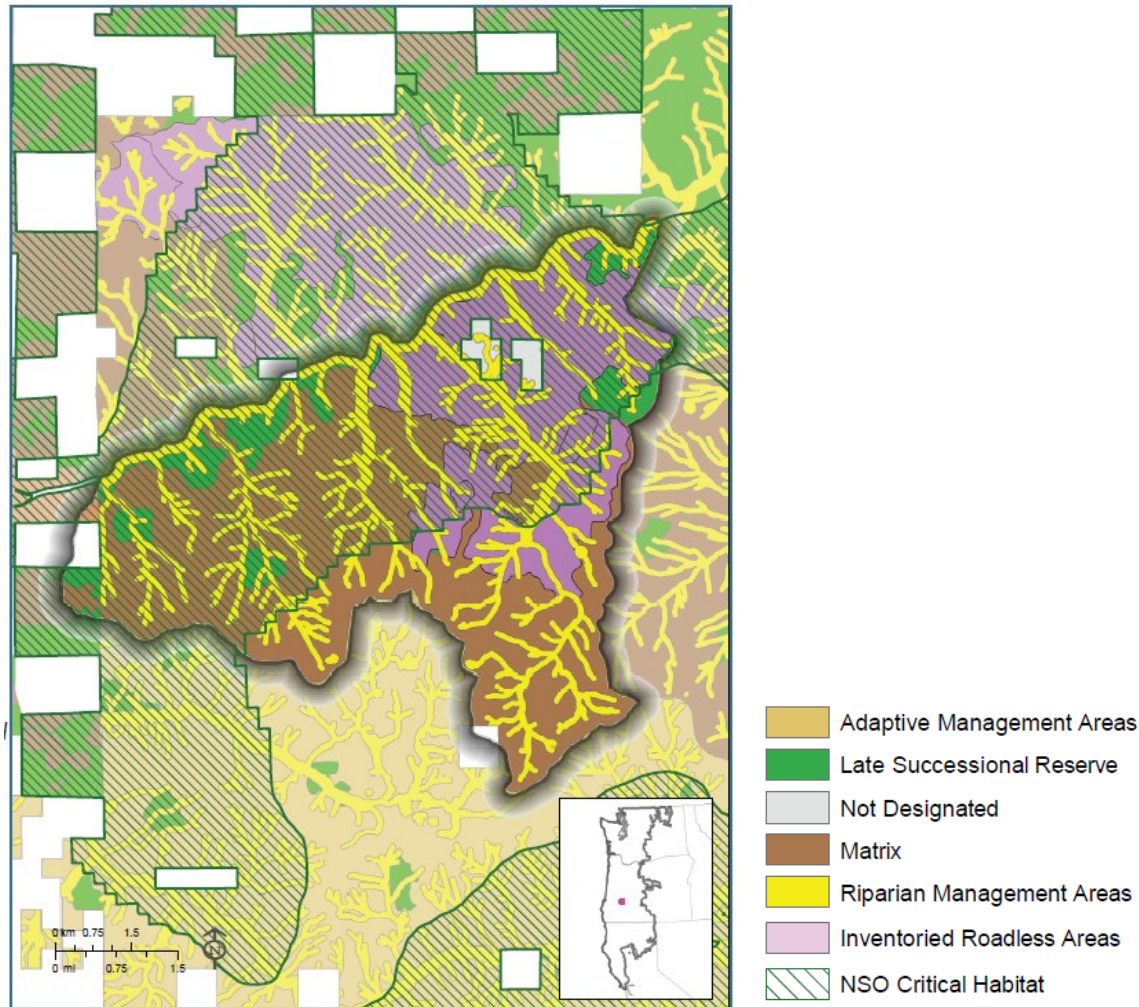 Adaptive Management Areas
Late Successional Reserve
Not Designated
Matrix
Riparian Management Areas
Inventoried Roadless Areas
NSO Critical Habitat
0 km 0.75 1.5
0 mi 0.75 1.5